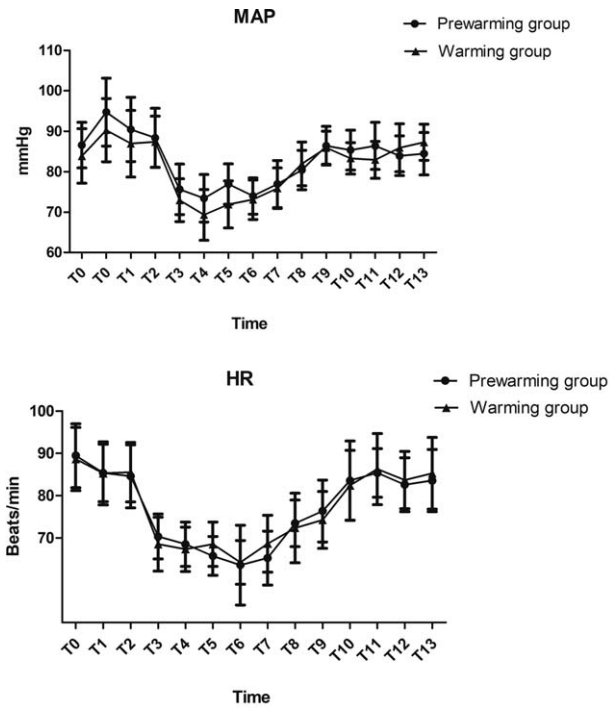 MAP
Prewarming group
Warming group
110
100
90
80
70
60
mmHg
T0 T0 T1 T2 T3 T4 T5 T6 T7 T8 T9 T10 T11 T12 T13
Time
HR
Prewarming group
Warming group
100
90
80
70
Beats/min
T0 T1 T2 T3 T4 T5 T6 T7 T8 T9 T10 T11 T12 T13
Time